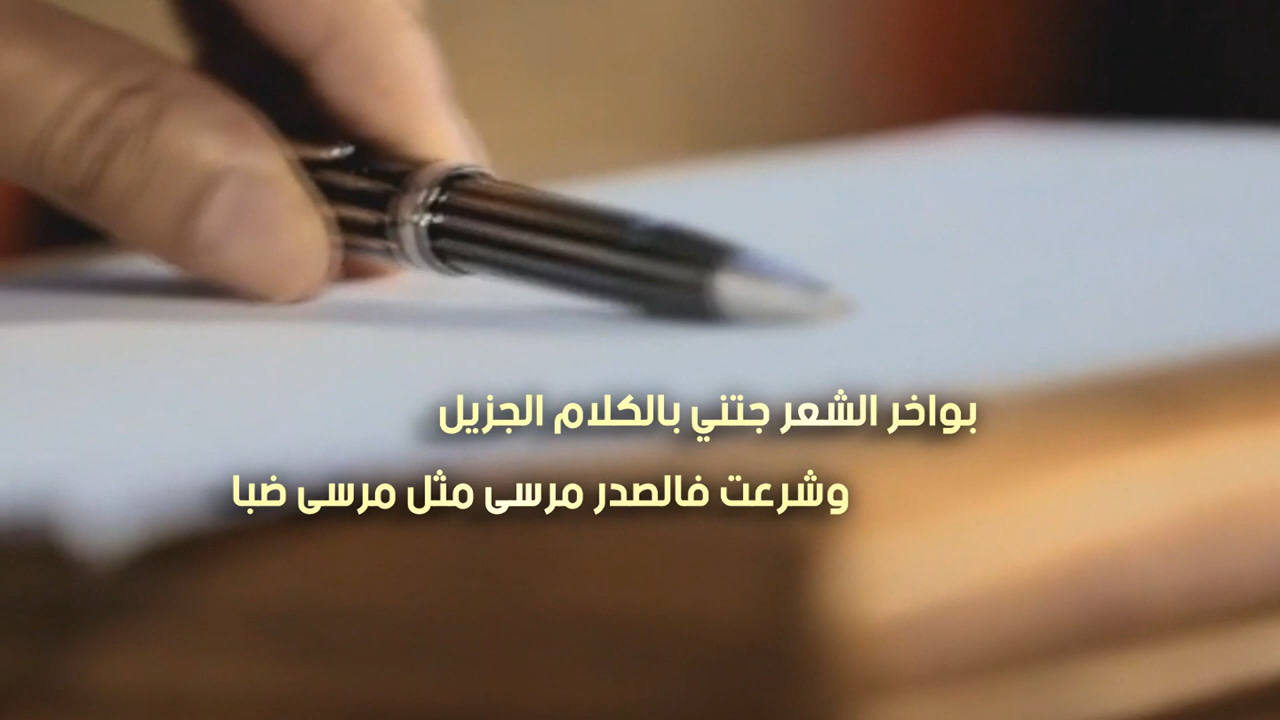 بواخر الشعر جتني بالكلام الجزيل
وشرعت فالصدر مرسى مثل مرسى ضبا